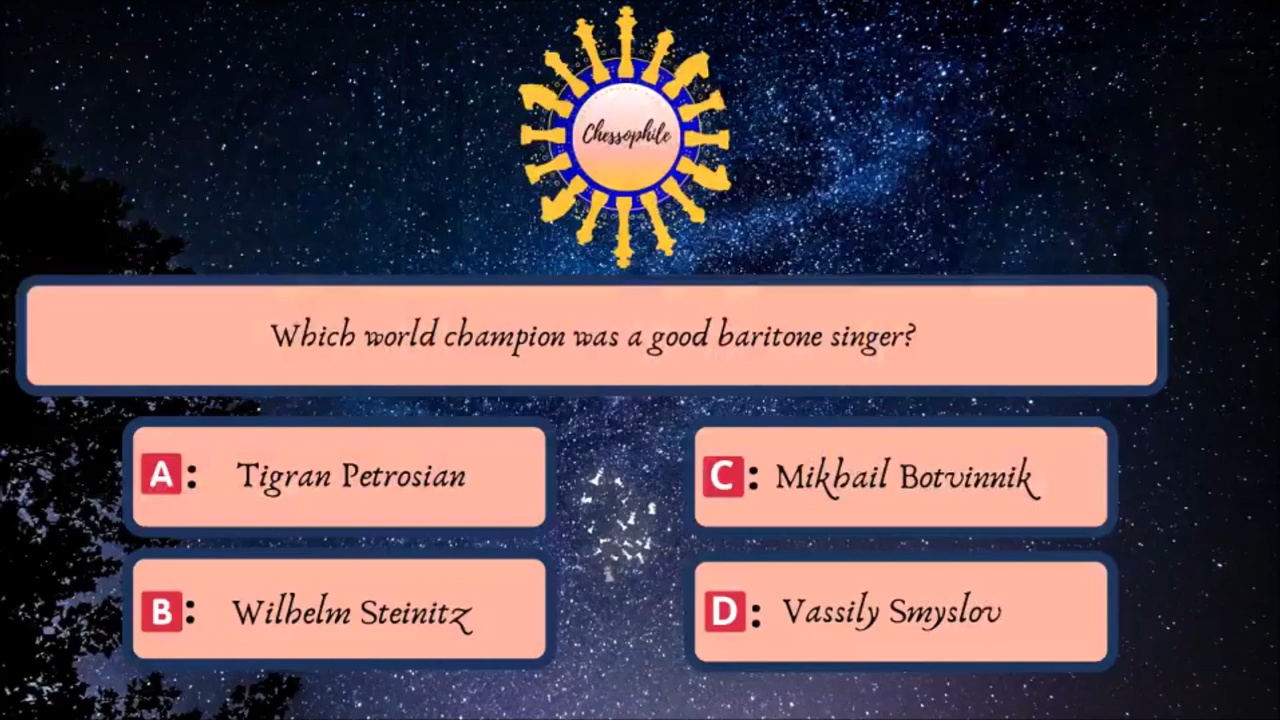 Chessophile
Which world champion was a good baritone singer?
A: Tigran Petrosian
B: Wilhelm Steinitz
C: Mikhail Botvinnik
D: Vassily Smyslov